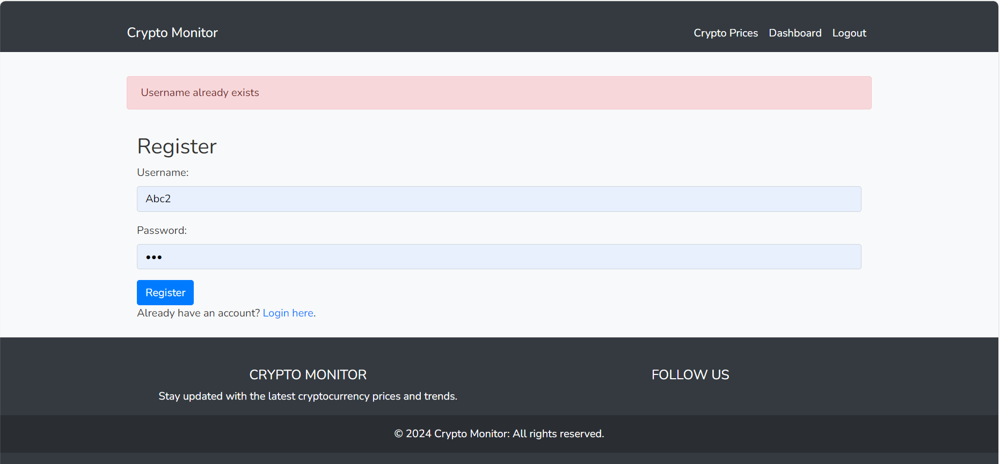 Crypto Monitor
Crypto Prices Dashboard Logout
Username already exists
Register
Username:
Abc2
Password:
•••
Register
Already have an account? Login here.
CRYPTO MONITOR
Stay updated with the latest cryptocurrency prices and trends.
FOLLOW US
© 2024 Crypto Monitor: All rights reserved.